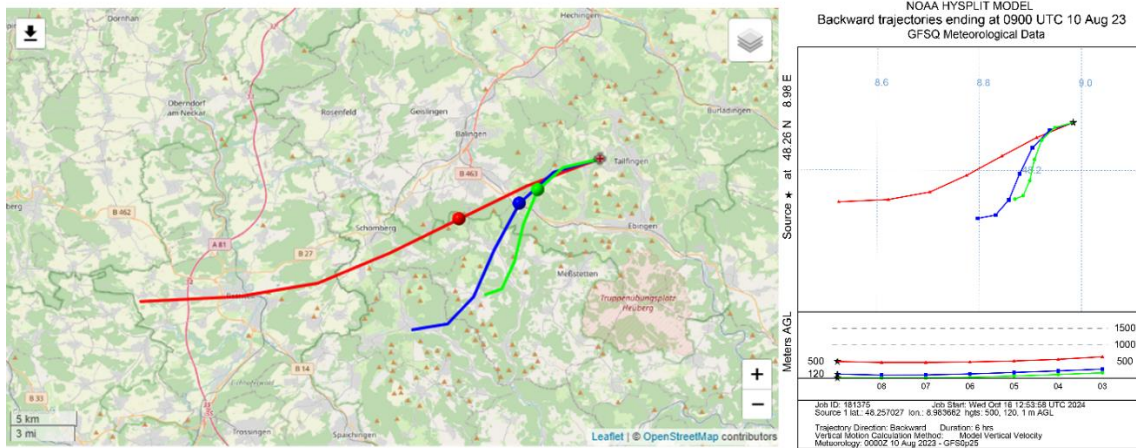 Dornhan
Hechingen
Oberndorf
am Neckar
Rosenfeld
Geislingen
Burladingen
Balingen
B 463
Tailfingen
B 462
A 81
Schömberg
Ebingen
B 27
Meßstetten
Truppenübungsplatz
Heuberg
B 14
Trossingen
B 33
Spaichingen
5 km
3 mi
+
−
Leaflet | © OpenStreetMap contributors
NOAA HYSPLIT MODEL
Backward trajectories ending at 0900 UTC 10 Aug 23
GFSQ Meteorological Data
Source ★ at 48.26 N 8.98 E
8.6
8.8
9.0
48.2
Meters AGL
1500
1000
500
500
120
08
07
06
05
04
03
Job ID: 181375 Job Start: Wed Oct 16 12:53:58 UTC 2024
Source 1 lat.: 48.257027 lon.: 8.983662 hgts: 500, 120, 1 m AGL
Trajectory Direction: Backward Duration: 6 hrs
Vertical Motion Calculation Method: Model Vertical Velocity
Meteorology: 0000Z 10 Aug 2023 - GFS0p25